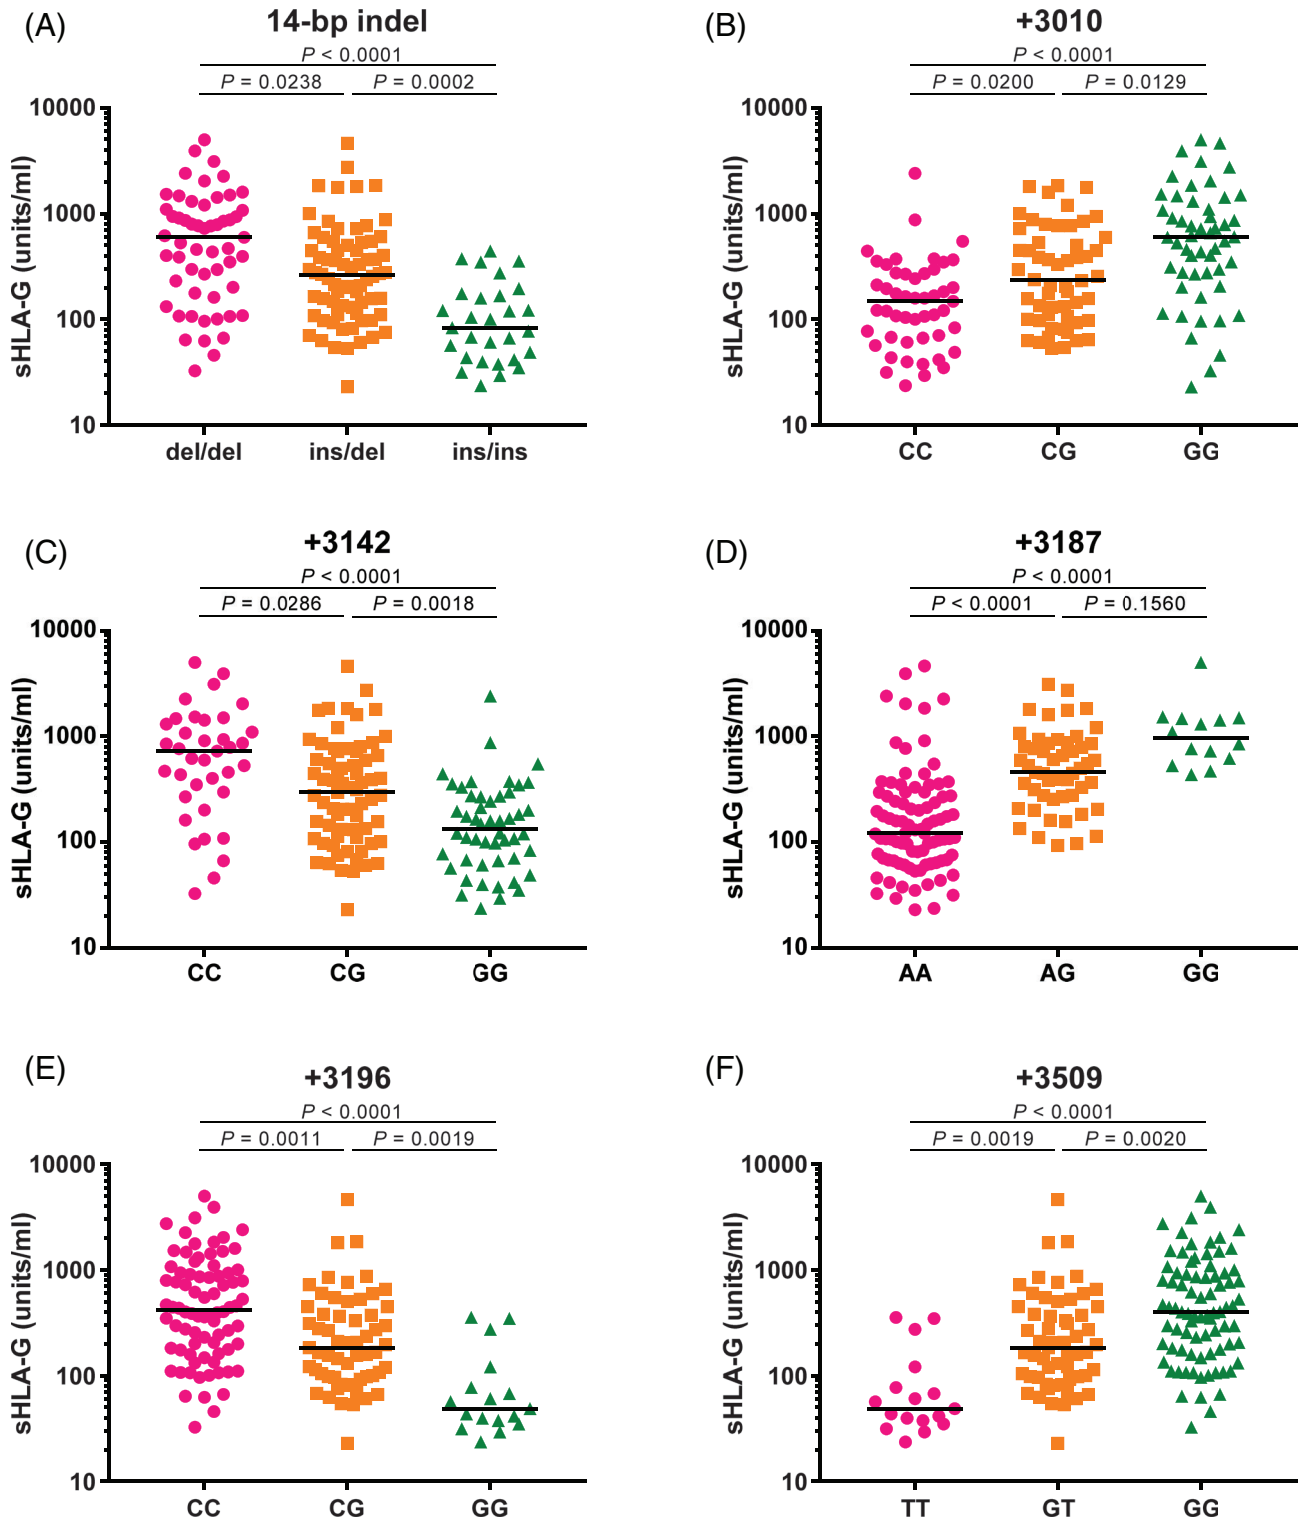 (A) 14-bp indel
P < 0.0001
P = 0.0238 P = 0.0002
sHLA-G (units/ml)
10000
1000
100
10
del/del ins/del ins/ins
(B) +3010
P < 0.0001
P = 0.0200 P = 0.0129
sHLA-G (units/ml)
10000
1000
100
10
CC CG GG
(C) +3142
P < 0.0001
P = 0.0286 P = 0.0018
sHLA-G (units/ml)
10000
1000
100
10
CC CG GG
(D) +3187
P < 0.0001
P < 0.0001 P = 0.1560
sHLA-G (units/ml)
10000
1000
100
10
AA AG GG
(E) +3196
P < 0.0001
P = 0.0011 P = 0.0019
sHLA-G (units/ml)
10000
1000
100
10
CC CG GG
(F) +3509
P < 0.0001
P = 0.0019 P = 0.0020
sHLA-G (units/ml)
10000
1000
100
10
TT GT GG